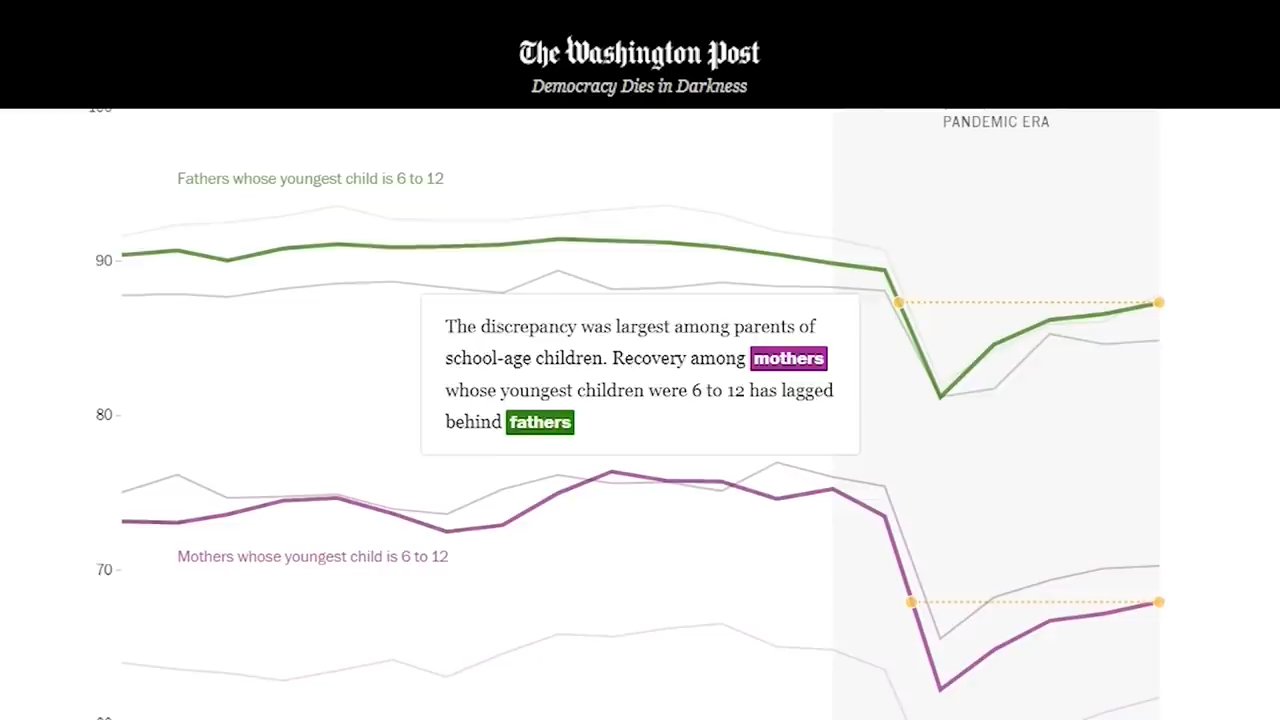 The Washington Post
Democracy Dies in Darkness
PANDEMIC ERA
Fathers whose youngest child is 6 to 12
90
The discrepancy was largest among parents of
school-age children. Recovery among mothers
whose youngest children were 6 to 12 has lagged
behind fathers
80
Mothers whose youngest child is 6 to 12
70